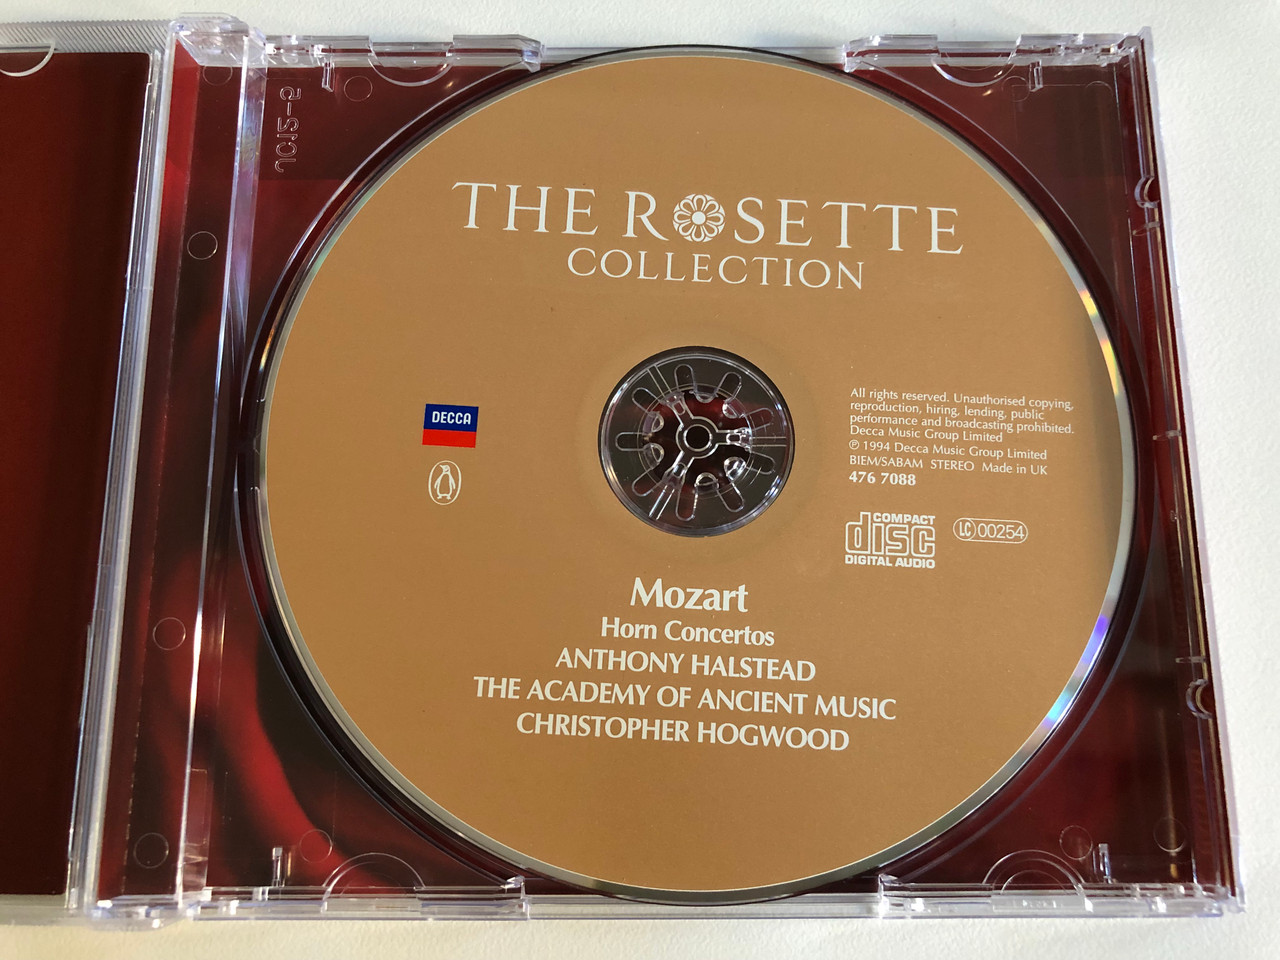 THE ROSETTE
COLLECTION
DECCA
All rights reserved. Unauthorised copying,
reproduction, hiring, lending, public
performance and broadcasting prohibited.
Decca Music Group Limited
℗ 1994 Decca Music Group Limited
BIEM/SABAM STEREO Made in UK
476 7088
COMPACT
disc
DIGITAL AUDIO
LC 00254
Mozart
Horn Concertos
ANTHONY HALSTEAD
THE ACADEMY OF ANCIENT MUSIC
CHRISTOPHER HOGWOOD